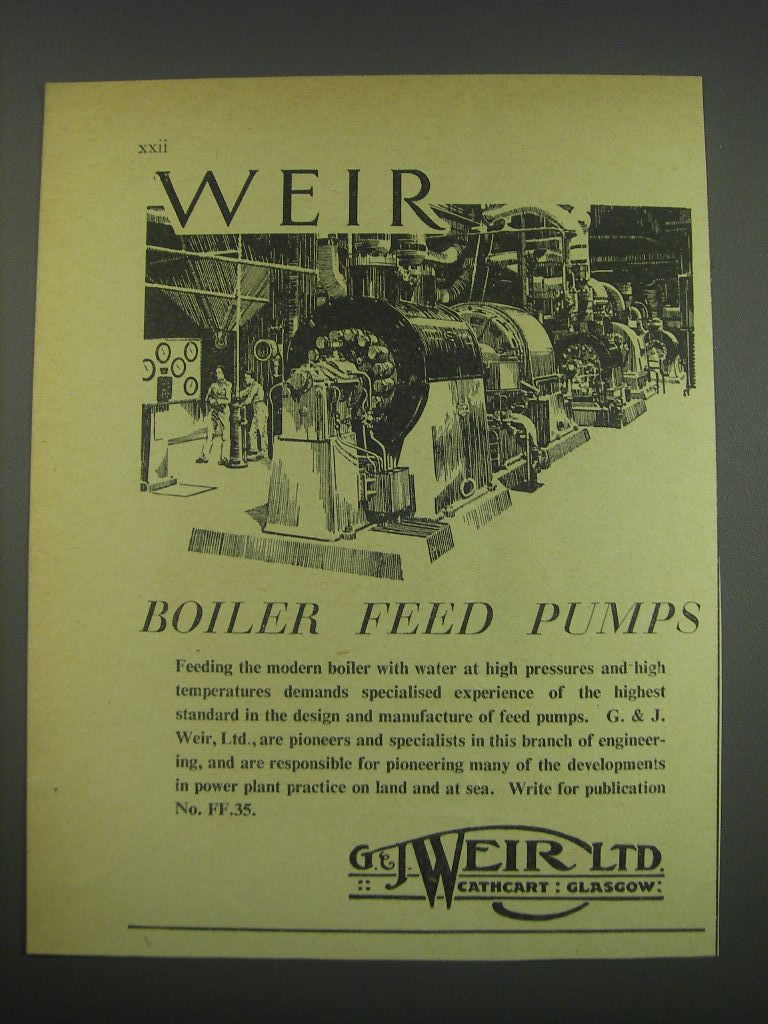 xxii
WEIR
BOILER FEED PUMPS
Feeding the modern boiler with water at high pressures and high
temperatures demands specialised experience of the highest
standard in the design and manufacture of feed pumps. G. & J.
Weir, Ltd., are pioneers and specialists in this branch of engineer-
ing, and are responsible for pioneering many of the developments
in power plant practice on land and at sea. Write for publication
No. FF.35.
G. & J. WEIR LTD.
CATHCART : GLASGOW: